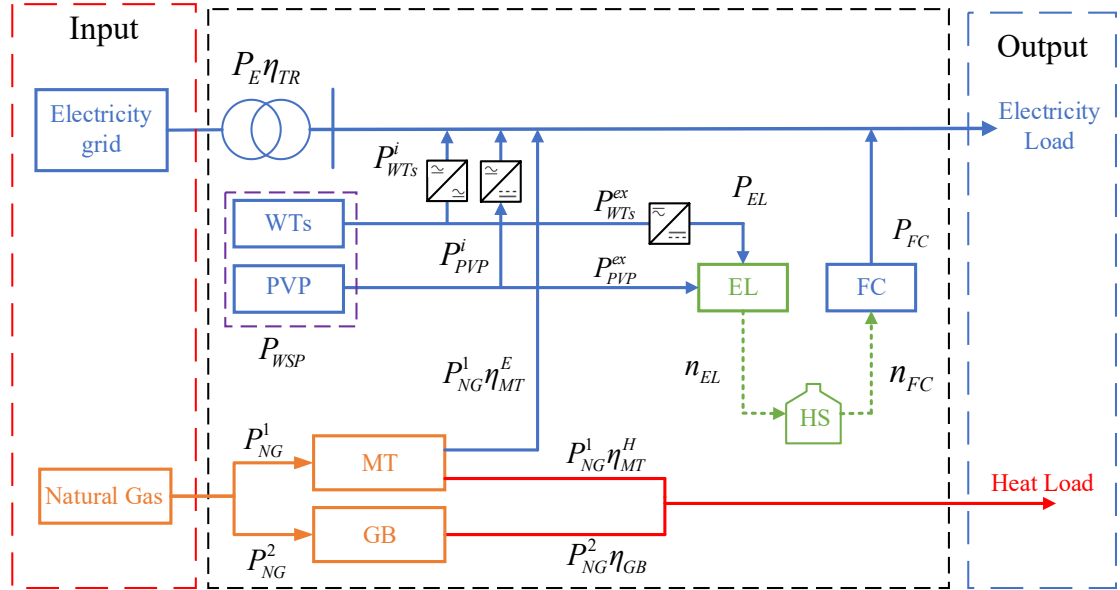 Input
Output
P_E η_TR
Electricity
grid
Electricity
Load
P^i_WTs
WTs
P^ex_WTs
P_EL
P_FC
P^i_PVP
P^ex_PVP
PVP
EL
FC
P_WSP
P^1_NG η^E_MT
n_EL
n_FC
HS
P^1_NG
MT
P^1_NG η^H_MT
Natural Gas
Heat Load
GB
P^2_NG
P^2_NG η_GB